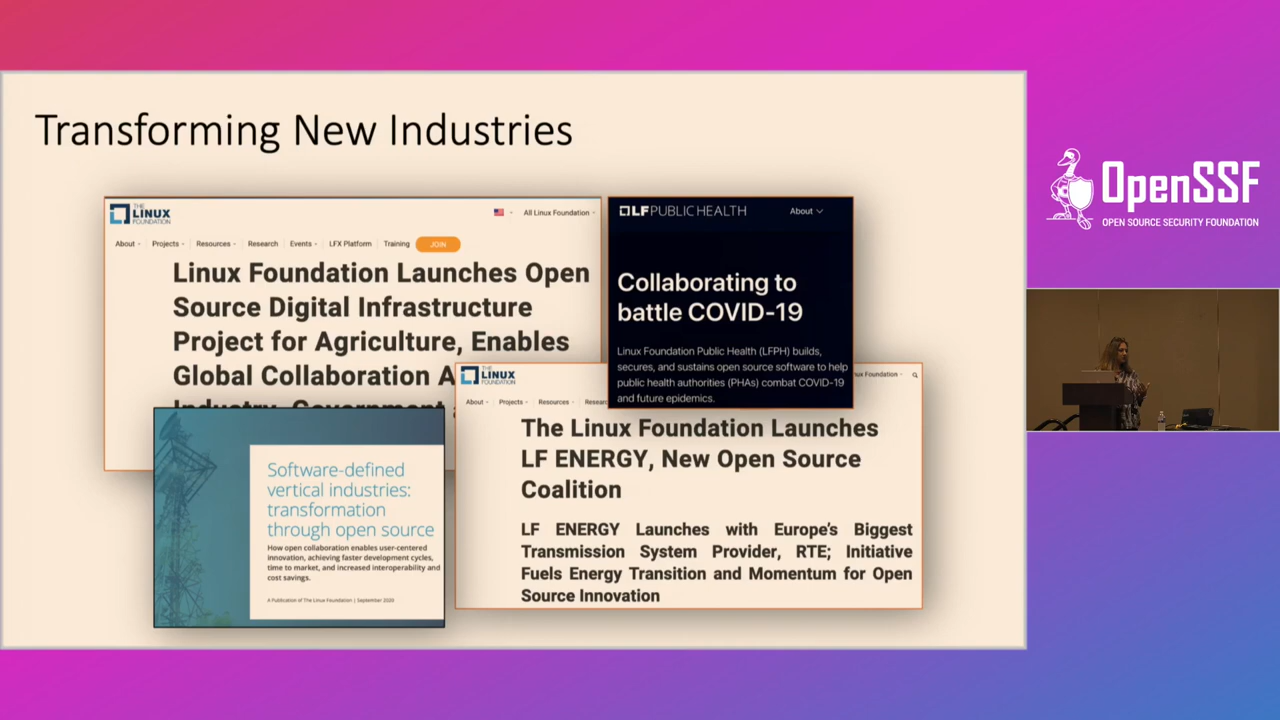 Transforming New Industries
THE
LINUX
FOUNDATION
All Linux Foundation
About
Projects
Resources
Research
Events
LFX Platform
Training
JOIN
Linux Foundation Launches Open
Source Digital Infrastructure
Project for Agriculture, Enables
Global Collaboration A
Industry, Government
LFPUBLICHEALTH
About
Collaborating to
battle COVID-19
Linux Foundation Public Health (LFPH) builds,
secures, and sustains open source software to help
public health authorities (PHAs) combat COVID-19
and future epidemics.
Software-defined
vertical industries:
transformation
through open source
How open collaboration enables user-centered
innovation, achieving faster development cycles,
time to market, and increased interoperability and
cost savings.
A Publication of The Linux Foundation | September 2020
THE
LINUX
FOUNDATION
Foundation
About
Projects
Resources
The Linux Foundation Launches
LF ENERGY, New Open Source
Coalition
LF ENERGY Launches with Europe's Biggest
Transmission System Provider, RTE; Initiative
Fuels Energy Transition and Momentum for Open
Source Innovation
OpenSSF
OPEN SOURCE SECURITY FOUNDATION